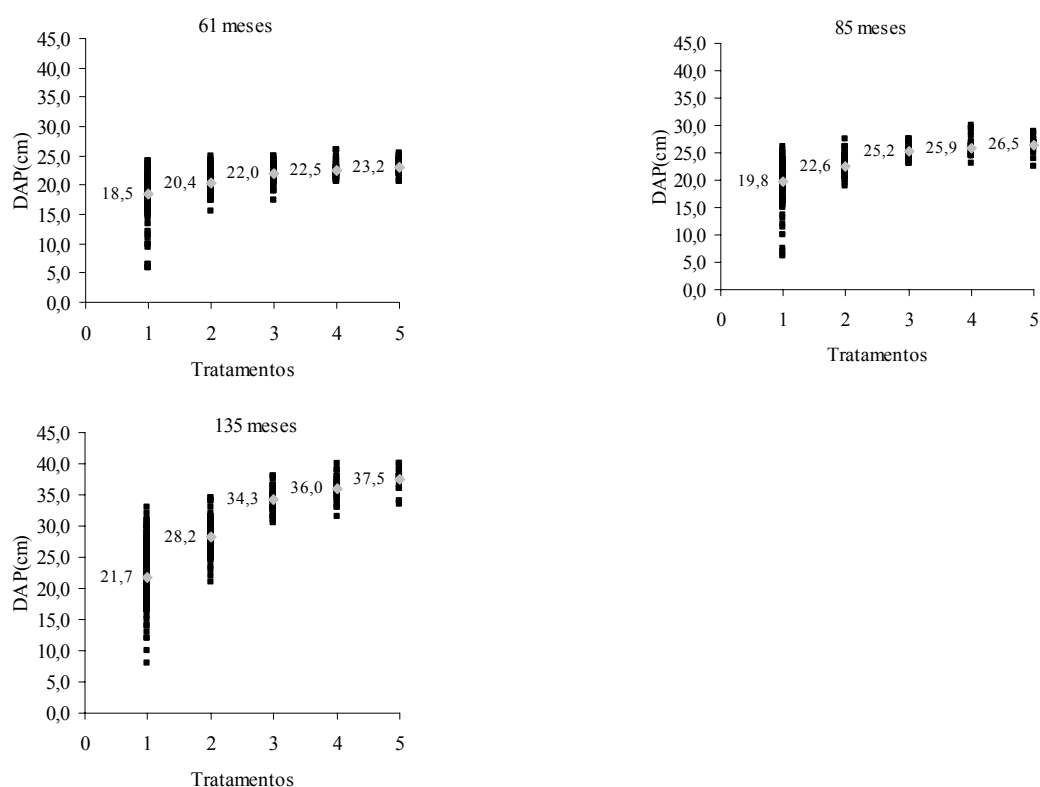 61 meses
45,0
40,0
35,0
30,0
25,0
20,0
15,0
10,0
5,0
0,0
DAP(cm)
18,5 20,4 22,0 22,5 23,2
0 1 2 3 4 5
Tratamentos
85 meses
45,0
40,0
35,0
30,0
25,0
20,0
15,0
10,0
5,0
0,0
DAP(cm)
19,8 22,6 25,2 25,9 26,5
0 1 2 3 4 5
Tratamentos
135 meses
45,0
40,0
35,0
30,0
25,0
20,0
15,0
10,0
5,0
0,0
DAP(cm)
21,7 28,2 34,3 36,0 37,5
0 1 2 3 4 5
Tratamentos